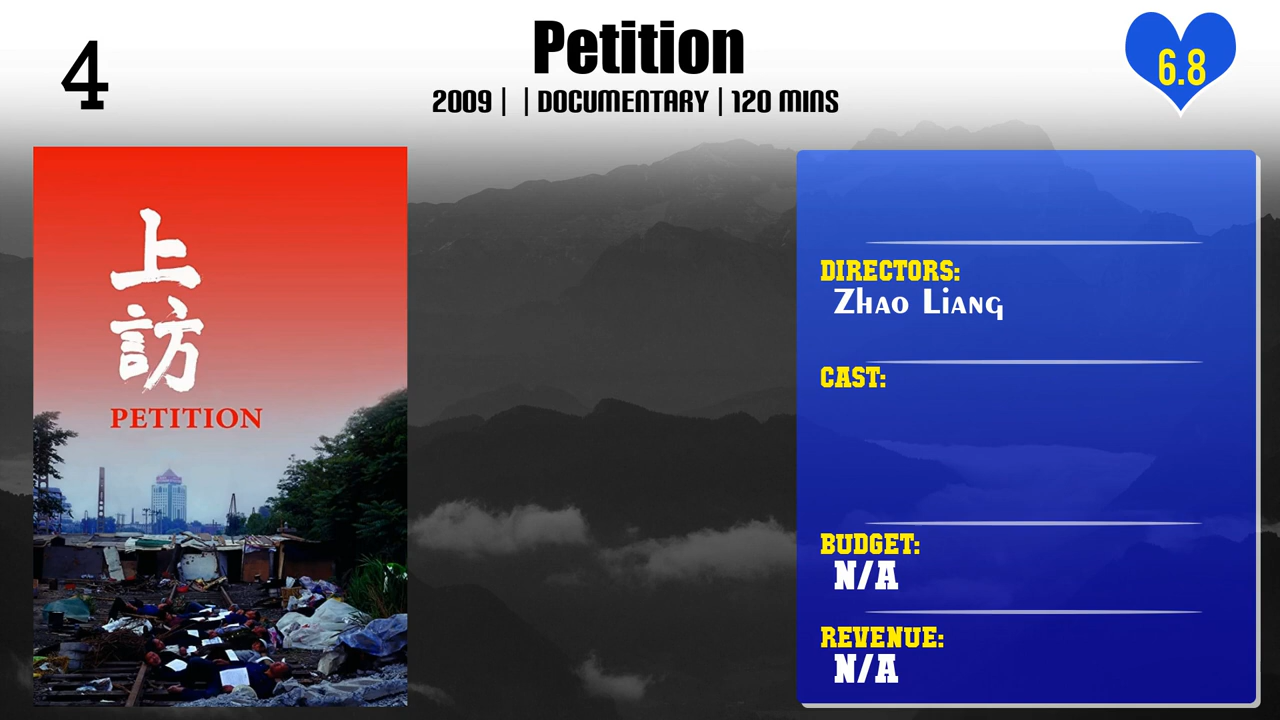 4
Petition
2009 | | DOCUMENTARY | 120 MINS
6.8
上
訪
PETITION
DIRECTORS:
Zhao Liang
CAST:
BUDGET:
N/A
REVENUE:
N/A